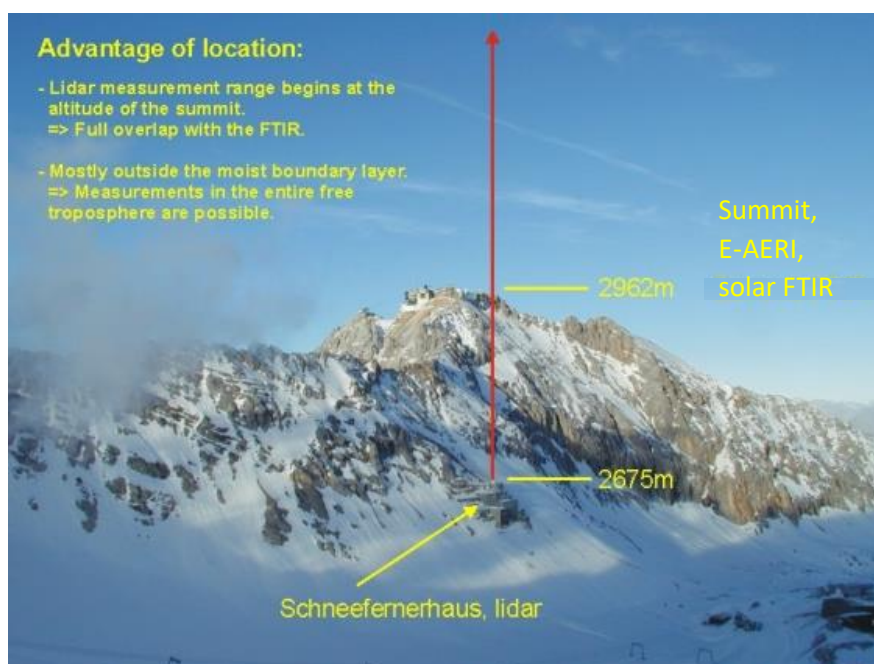 Advantage of location:
- Lidar measurement range begins at the
altitude of the summit.
=> Full overlap with the FTIR.
- Mostly outside the moist boundary layer.
=> Measurements in the entire free
troposphere are possible.
Summit,
E-AERI,
2962m
solar FTIR
2675m
Schneefernerhaus, lidar